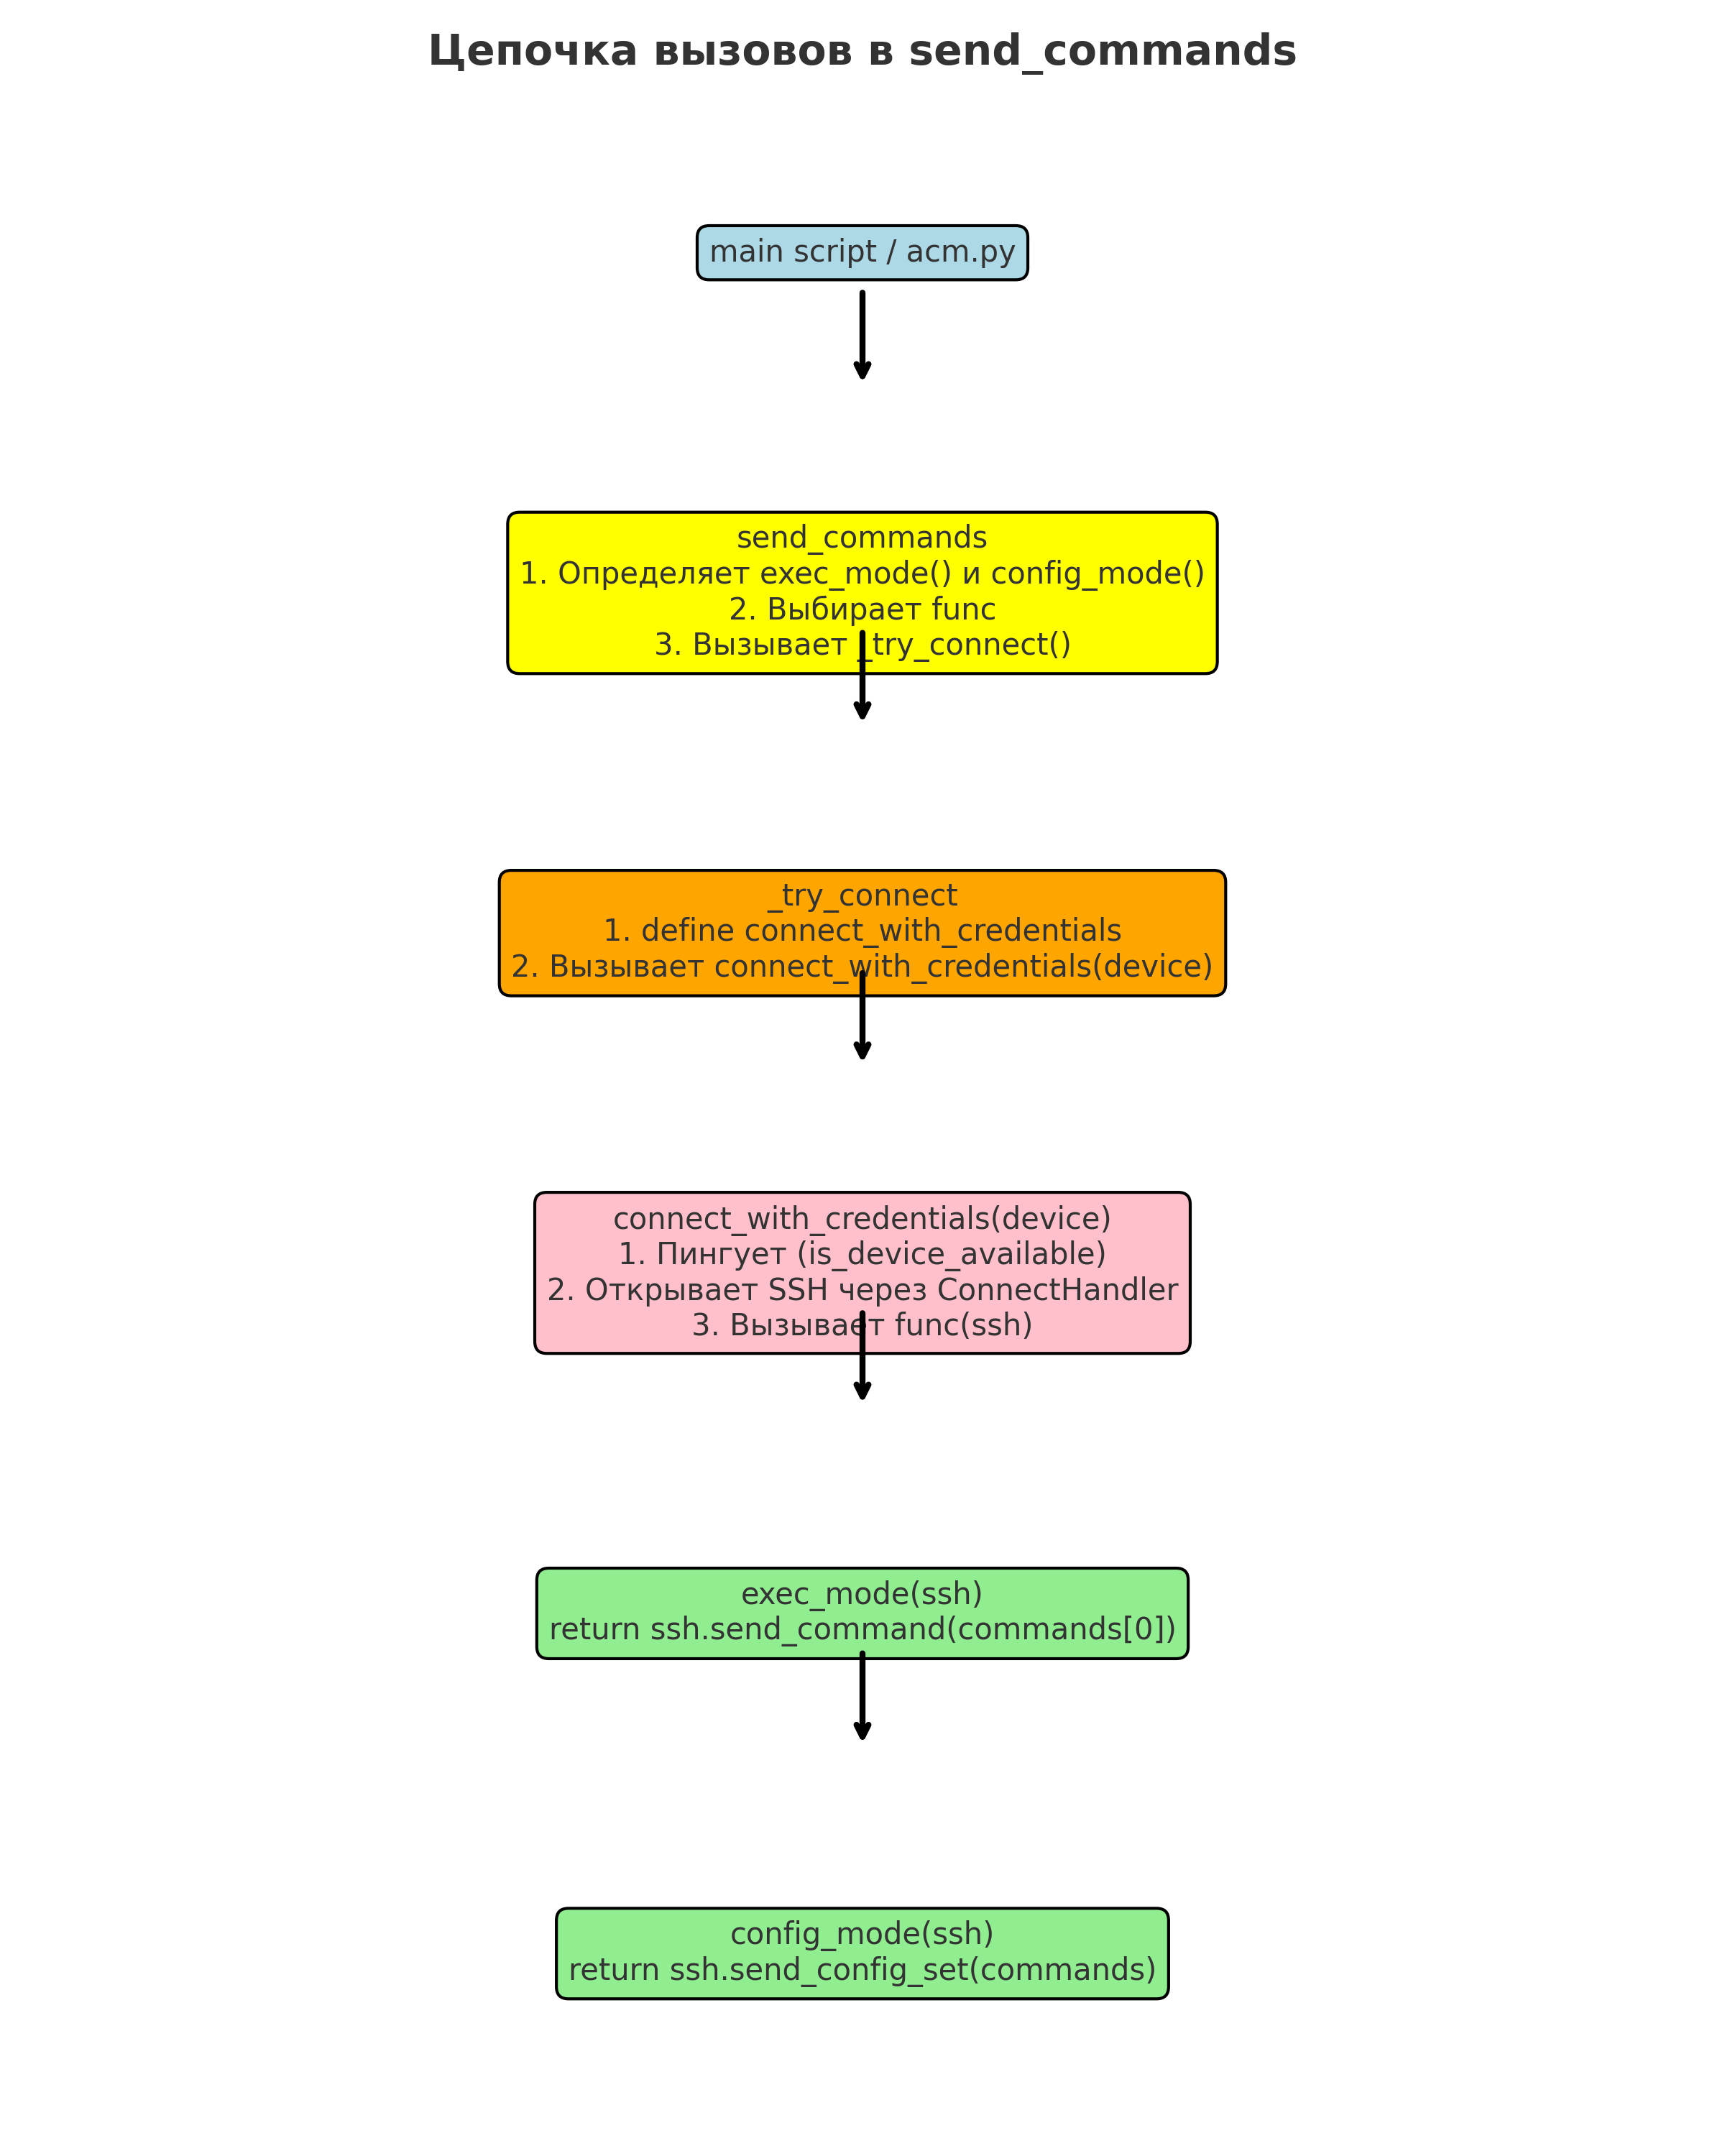 Цепочка вызовов в send_commands
main script / acm.py
send_commands
1. Определяет exec_mode() и config_mode()
2. Выбирает func
3. Вызывает _try_connect()
_try_connect
1. define connect_with_credentials
2. Вызывает connect_with_credentials(device)
connect_with_credentials(device)
1. Пингует (is_device_available)
2. Открывает SSH через ConnectHandler
3. Вызывает func(ssh)
exec_mode(ssh)
return ssh.send_command(commands[0])
config_mode(ssh)
return ssh.send_config_set(commands)